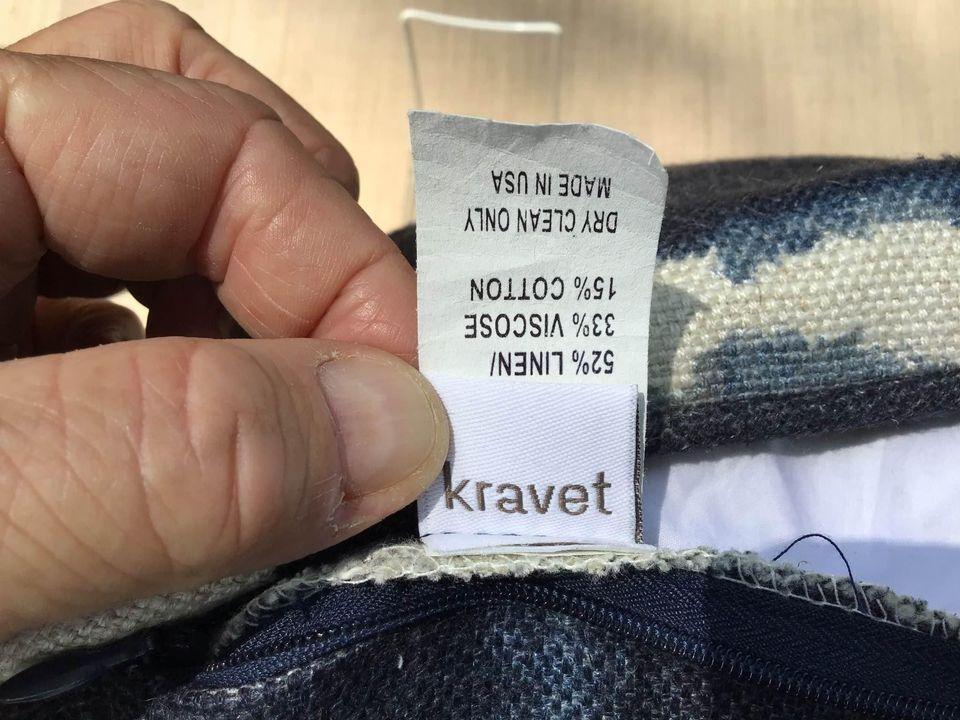 52% LINEN/
33% VISCOSE
15% COTTON
DRY CLEAN ONLY
MADE IN USA
kravet